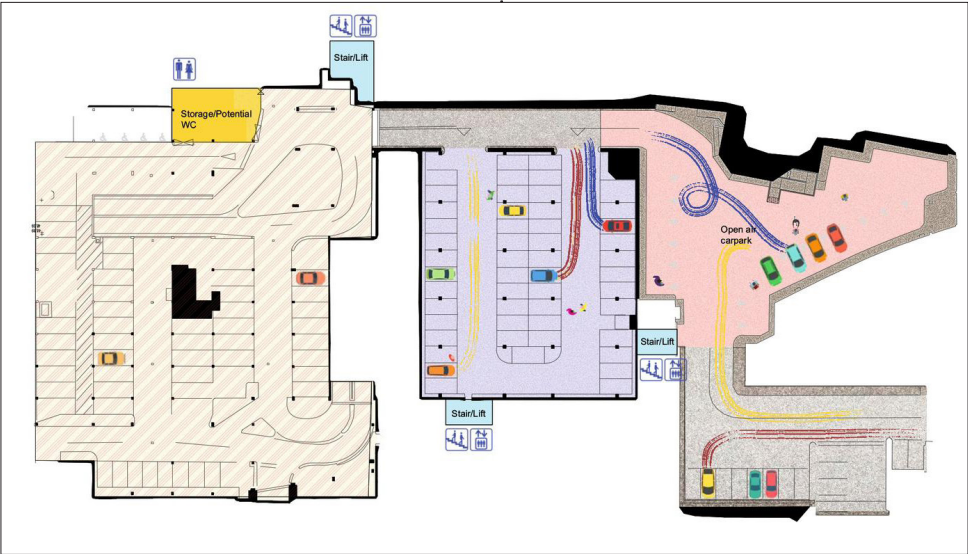 Stair/Lift
Storage/Potential
WC
Open air
carpark
Stair/Lift
Stair/Lift